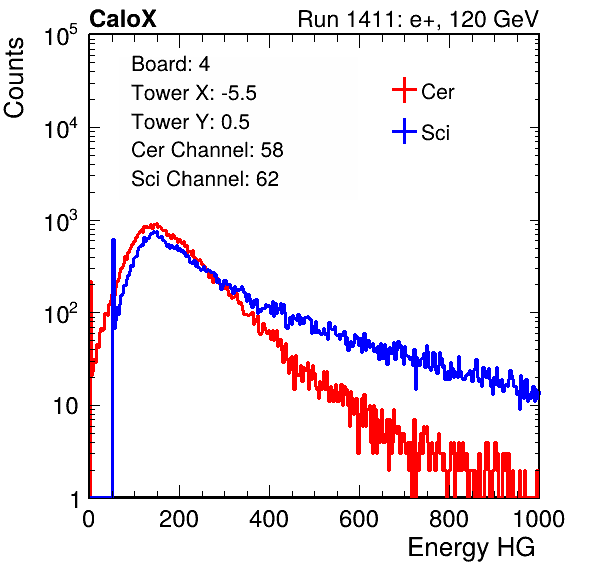 CaloX Run 1411: e+, 120 GeV
Counts
Board: 4
Tower X: -5.5
Tower Y: 0.5
Cer Channel: 58
Sci Channel: 62
Cer
Sci
10^5
10^4
10^3
10^2
10
1
0 200 400 600 800 1000
Energy HG